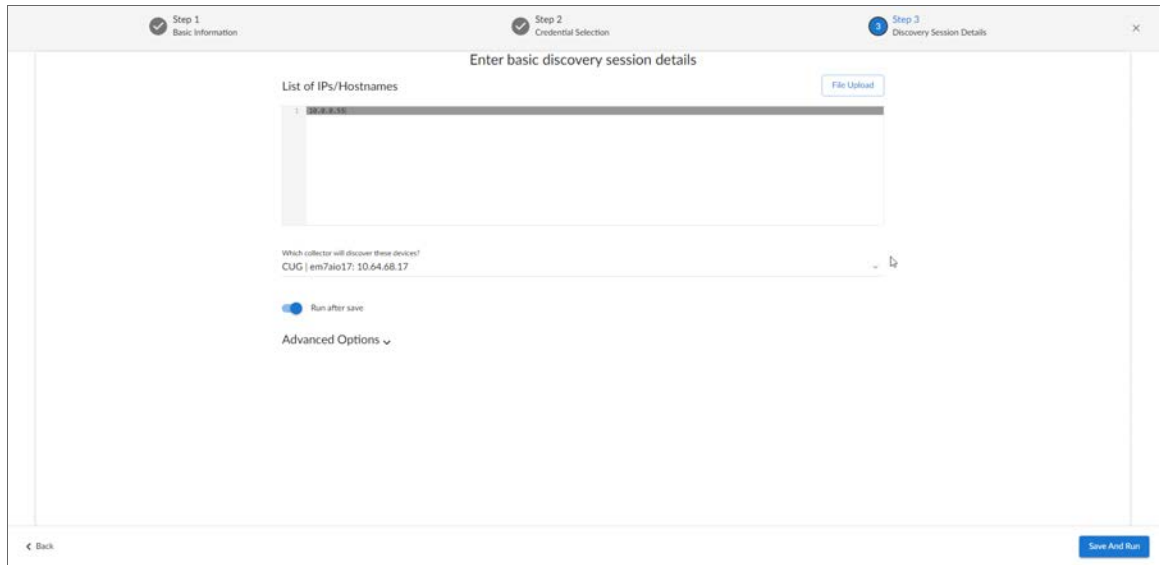 Step 1
Basic Information
Step 2
Credential Selection
3
Step 3
Discovery Session Details
Enter basic discovery session details
List of IPs/Hostnames
File Upload
1
Which collector will discover these devices?
CUG | em7aio17: 10.64.68.17
Run after save
Advanced Options
Back
Save And Run